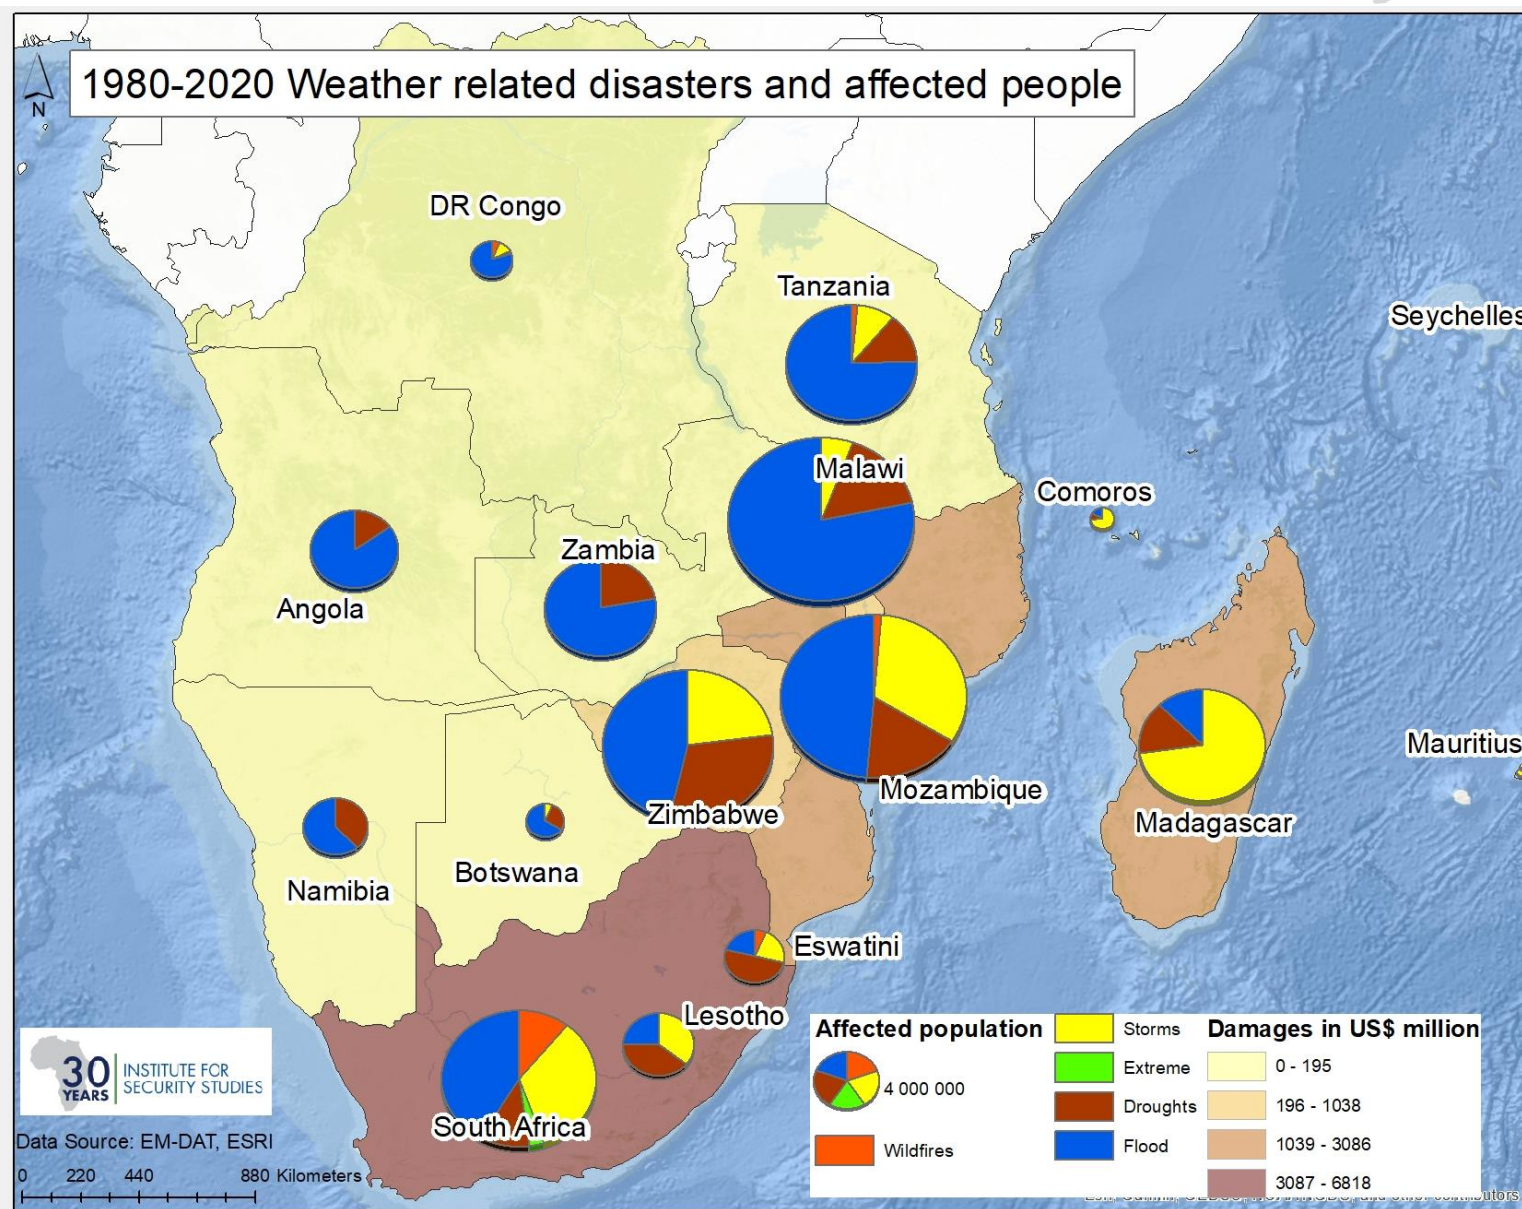 1980-2020 Weather related disasters and affected people
N
DR Congo
Tanzania
Seychelles
Malawi
Comoros
Zambia
Angola
Mauritius
Mozambique
Zimbabwe
Madagascar
Botswana
Namibia
Eswatini
Lesotho
South Africa
30
YEARS
INSTITUTE FOR
SECURITY STUDIES
Data Source: EM-DAT, ESRI
0 220 440 880 Kilometers
Affected population
4 000 000
Wildfires
Storms
Extreme
Droughts
Flood
Damages in US$ million
0 - 195
196 - 1038
1039 - 3086
3087 - 6818